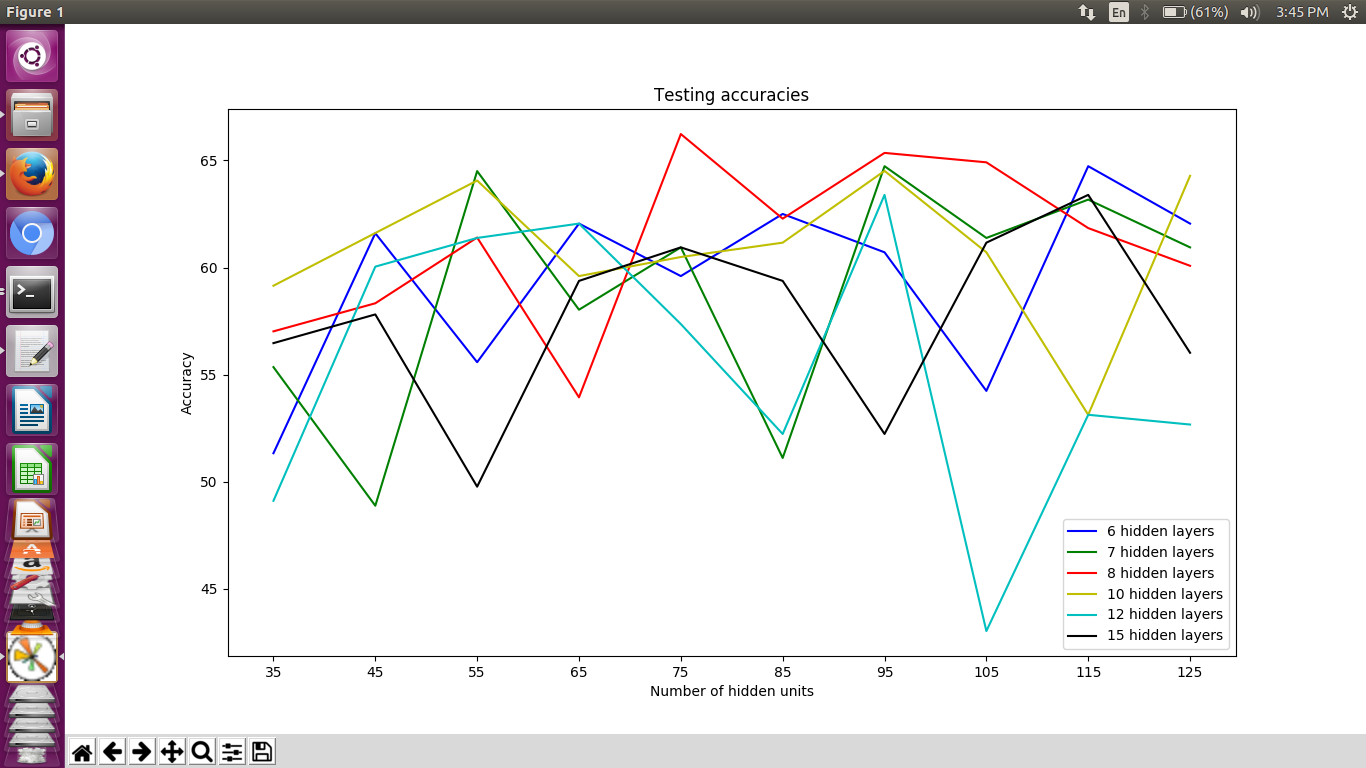 Figure 1
En
(61%)
3:45 PM
Testing accuracies
Accuracy
65
60
55
50
45
6 hidden layers
7 hidden layers
8 hidden layers
10 hidden layers
12 hidden layers
15 hidden layers
35 45 55 65 75 85 95 105 115 125
Number of hidden units
a